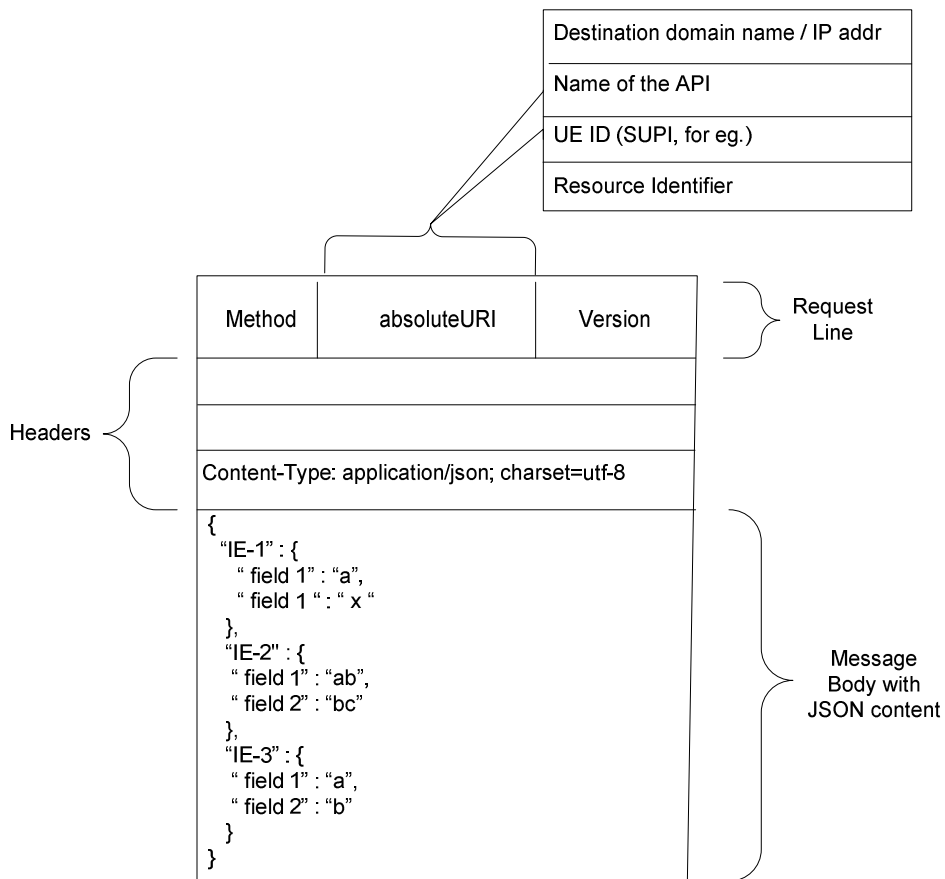 Destination domain name / IP addr
Name of the API
UE ID (SUPI, for eg.)
Resource Identifier
Method
absoluteURI
Version
Request
Line
Headers
Content-Type: application/json; charset=utf-8
{
“IE-1” : {
“ field 1” : “a”,
“ field 1 “ : “ x “
},
“IE-2" : {
“ field 1” : “ab”,
“ field 2” : “bc”
},
“IE-3” : {
“ field 1” : “a”,
“ field 2” : “b”
}
}
Message
Body with
JSON content